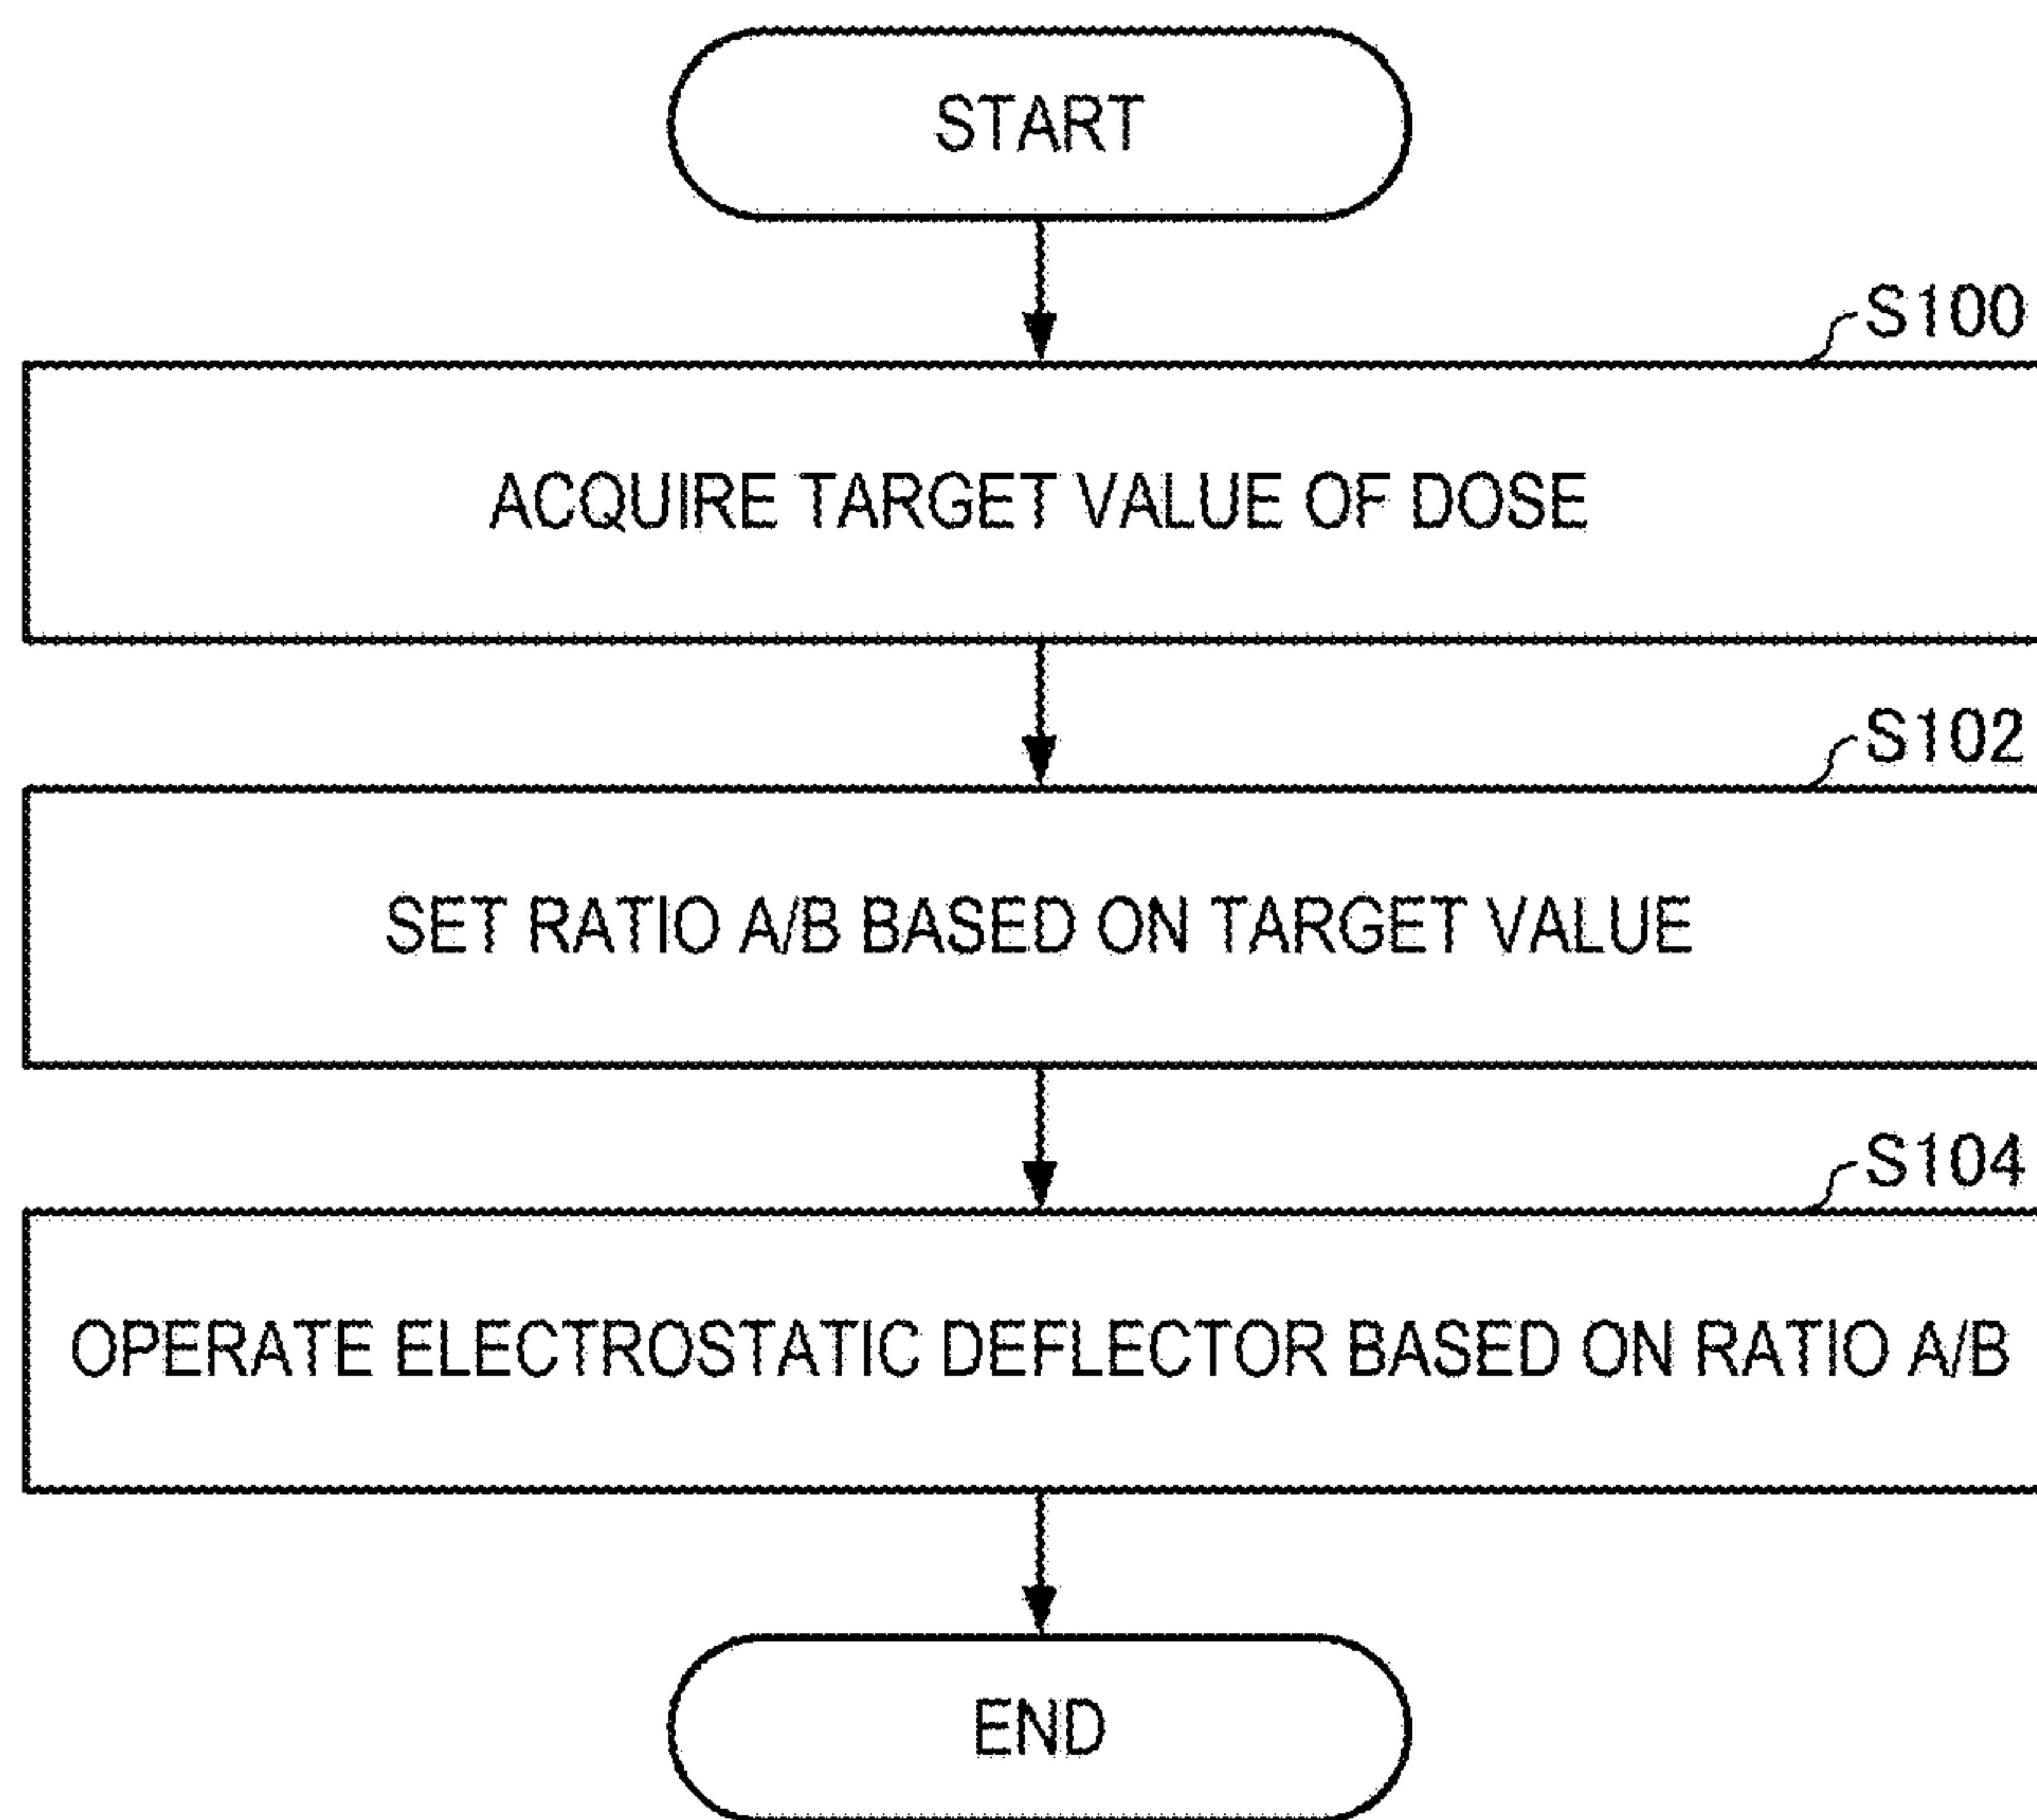 START
S100
ACQUIRE TARGET VALUE OF DOSE
S102
SET RATIO A/B BASED ON TARGET VALUE
S104
OPERATE ELECTROSTATIC DEFLECTOR BASED ON RATIO A/B
END